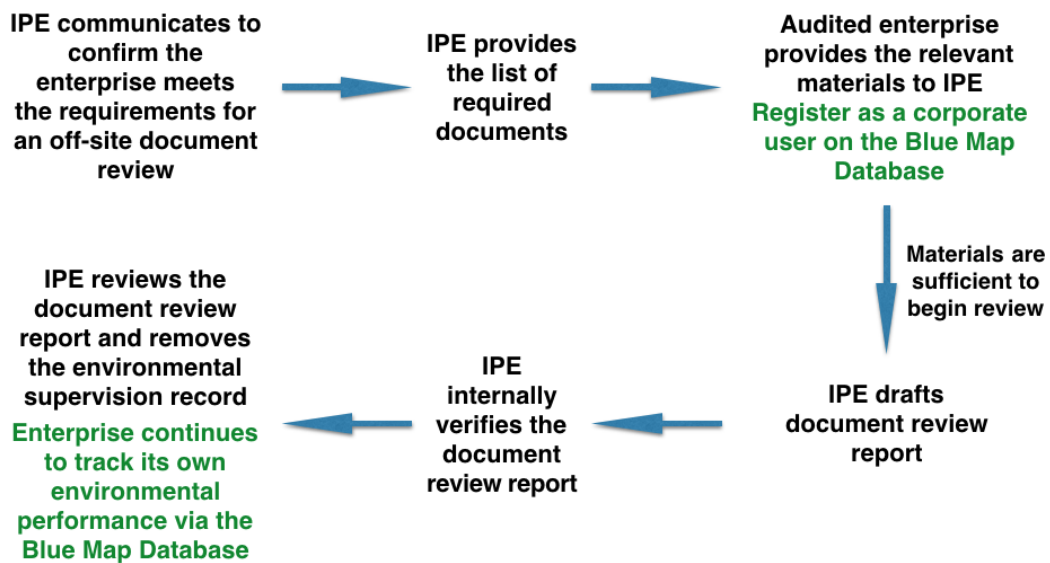 IPE communicates to
confirm the
enterprise meets
the requirements for
an off-site document
review
IPE provides
the list of
required
documents
Audited enterprise
provides the relevant
materials to IPE
Register as a corporate
user on the Blue Map
Database
Materials are
sufficient to
begin review
IPE drafts
document review
report
IPE
internally
verifies the
document
review report
IPE reviews the
document review
report and removes
the environmental
supervision record
Enterprise continues
to track its own
environmental
performance via the
Blue Map Database